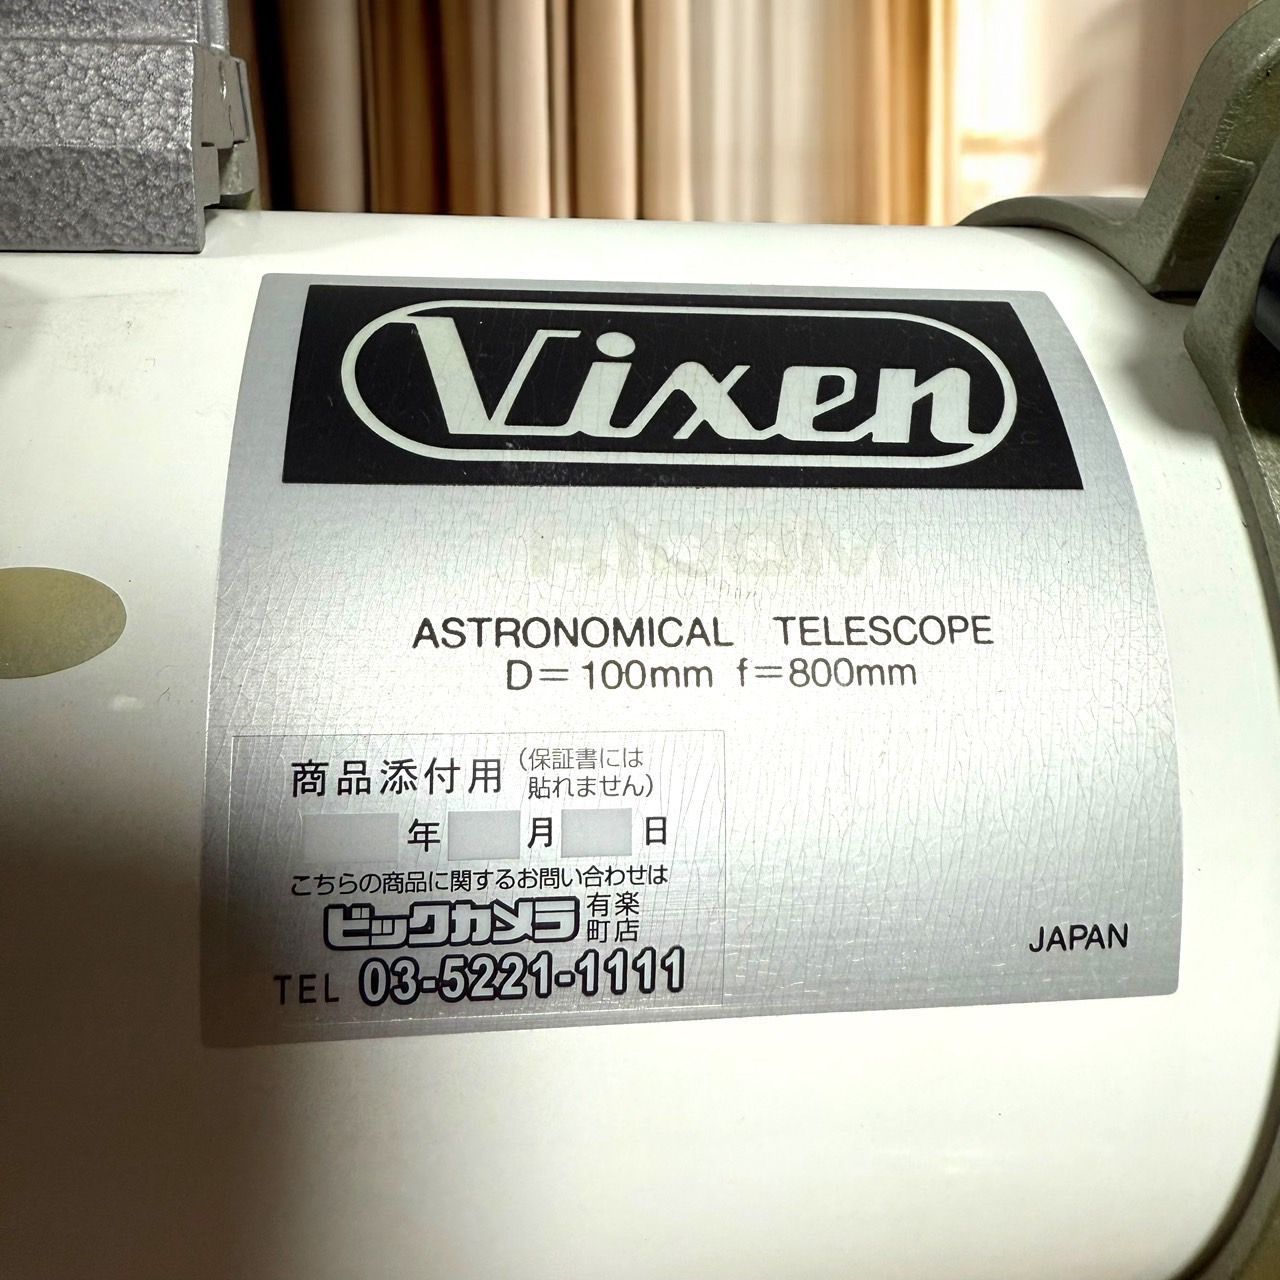 Vixen
ASTRONOMICAL TELESCOPE
D=100mm f=800mm
商品添付用 (保証書には
貼れません)
年 月 日
こちらの商品に関するお問い合わせは
ビックカメラ 有楽
町店
TEL 03-5221-1111
JAPAN